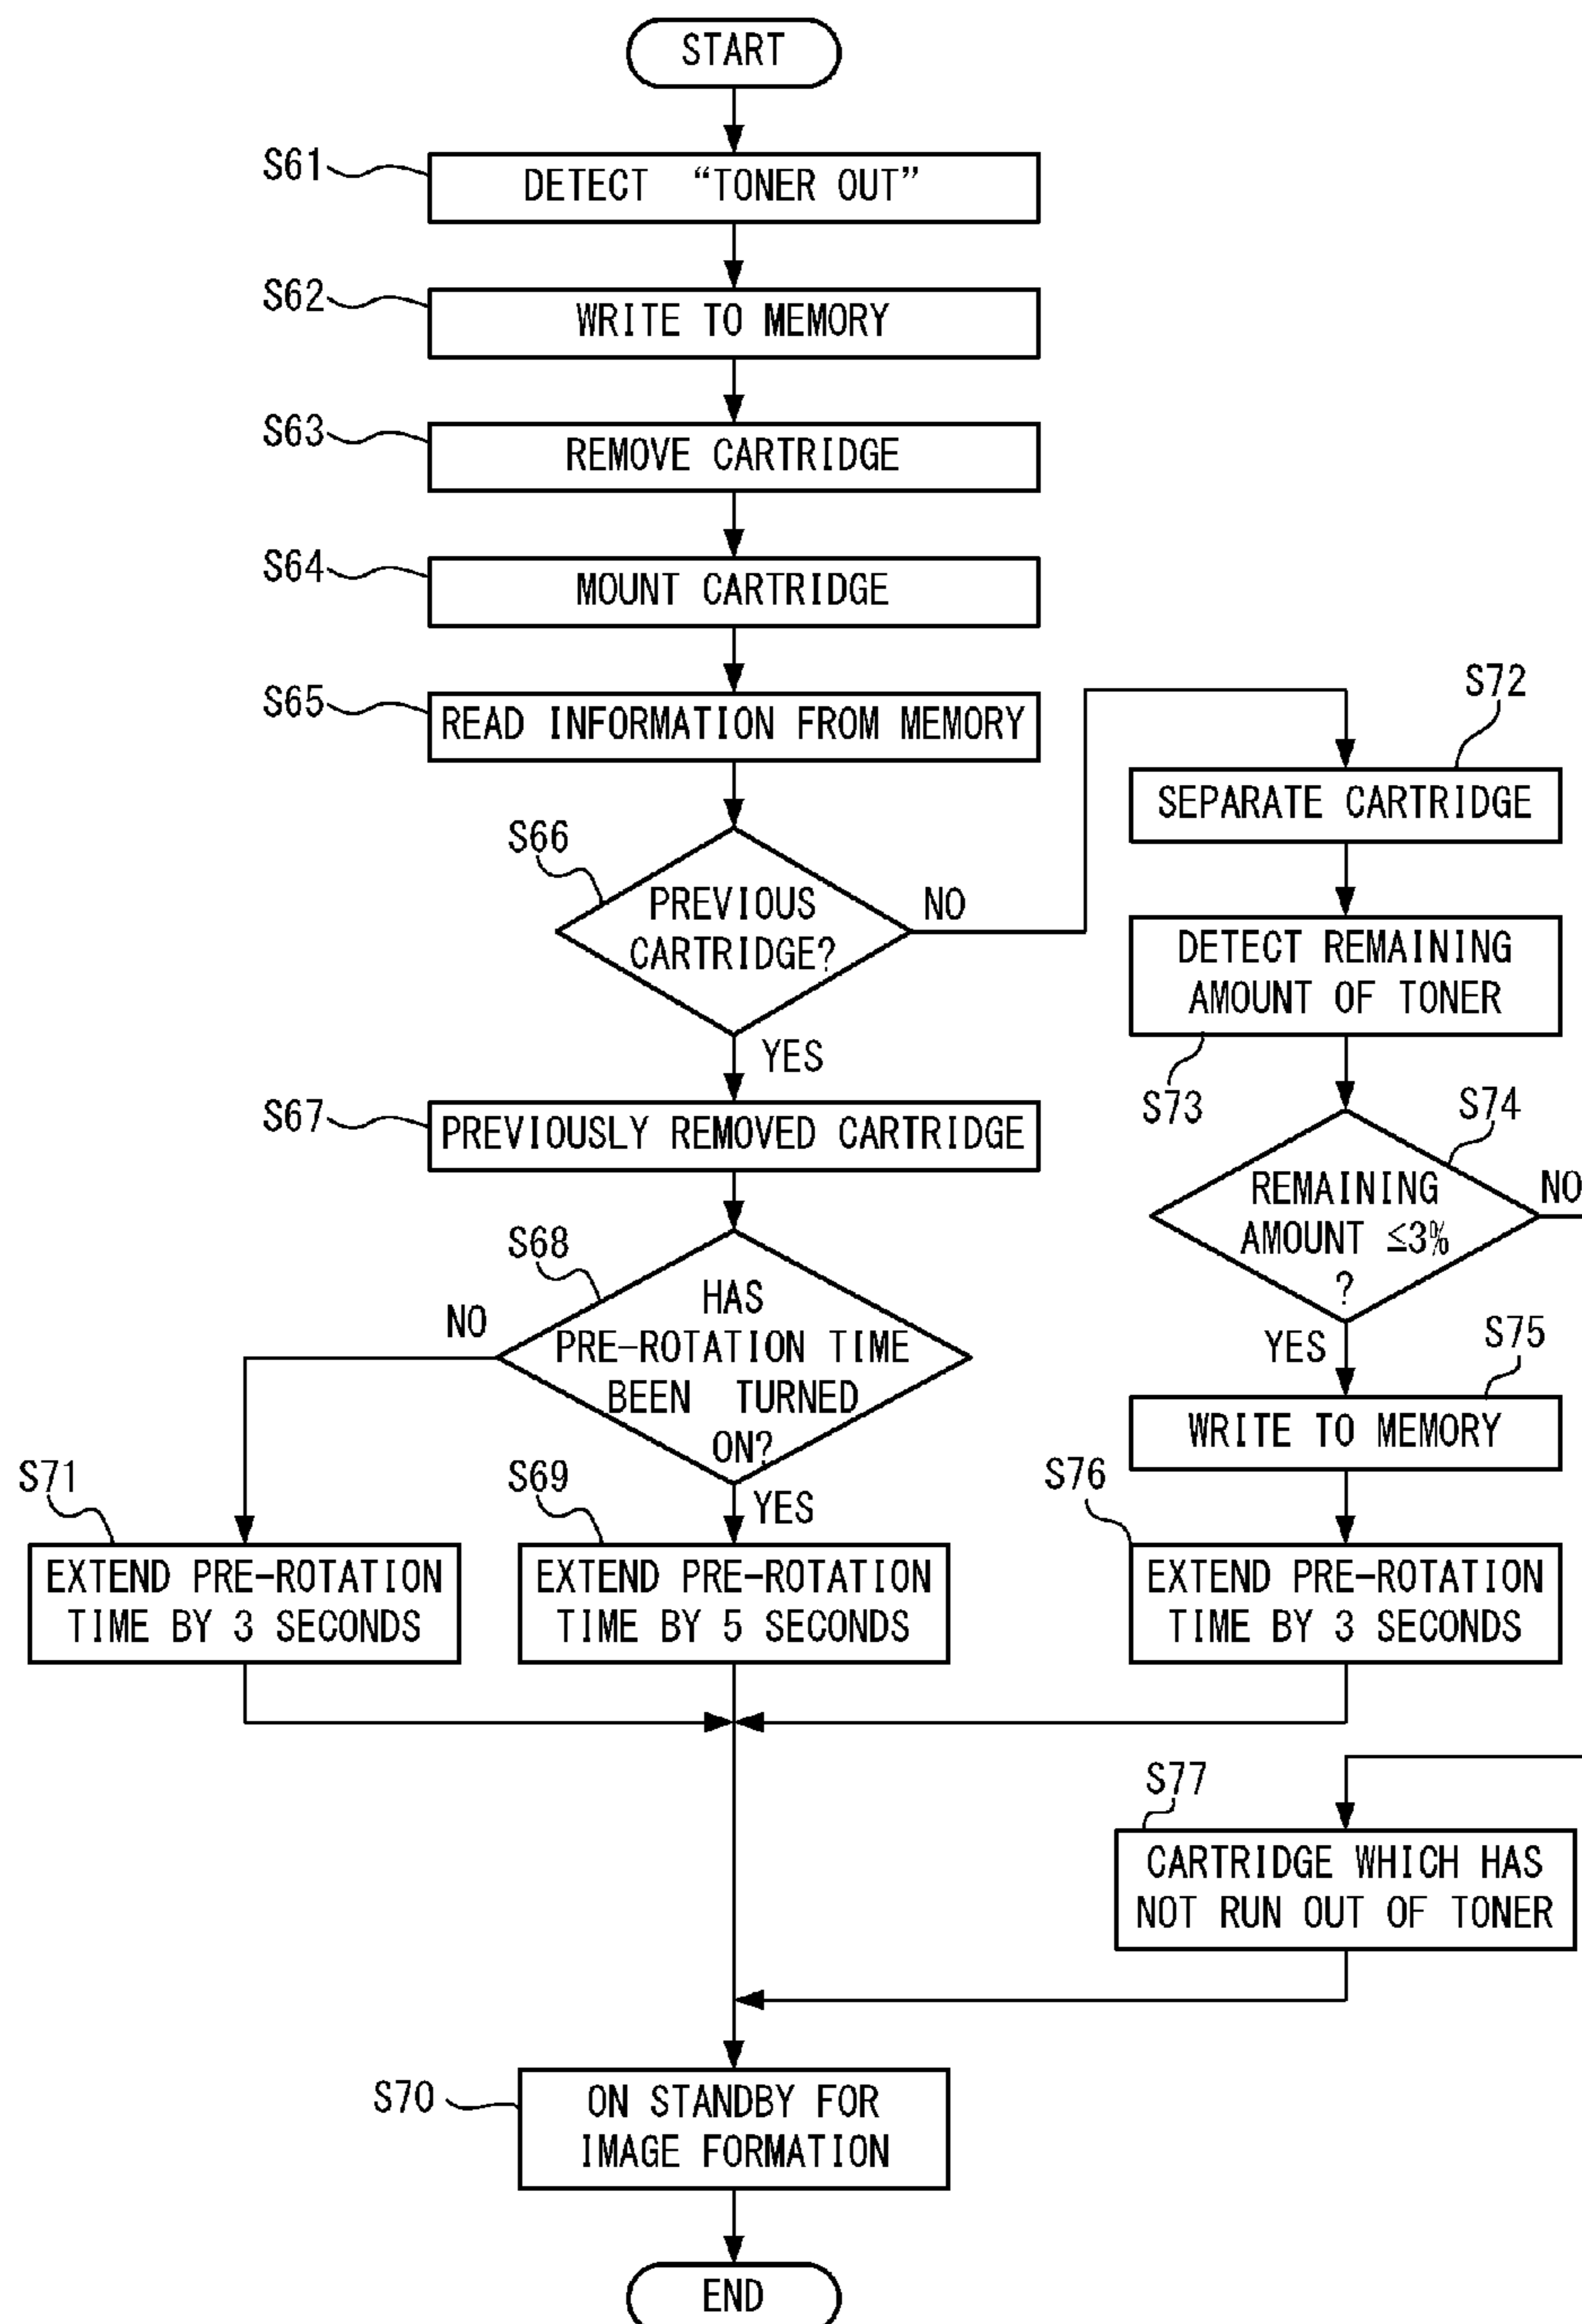 START
S61
DETECT “TONER OUT”
S62
WRITE TO MEMORY
S63
REMOVE CARTRIDGE
S64
MOUNT CARTRIDGE
S65
READ INFORMATION FROM MEMORY
S66
PREVIOUS
CARTRIDGE?
NO
YES
S67
PREVIOUSLY REMOVED CARTRIDGE
S68
HAS
PRE-ROTATION TIME
BEEN TURNED
ON?
NO
YES
S71
EXTEND PRE-ROTATION
TIME BY 3 SECONDS
S69
EXTEND PRE-ROTATION
TIME BY 5 SECONDS
S72
SEPARATE CARTRIDGE
DETECT REMAINING
AMOUNT OF TONER
S73
S74
REMAINING
AMOUNT ≤3%
?
NO
YES
S75
WRITE TO MEMORY
S76
EXTEND PRE-ROTATION
TIME BY 3 SECONDS
S77
CARTRIDGE WHICH HAS
NOT RUN OUT OF TONER
S70
ON STANDBY FOR
IMAGE FORMATION
END